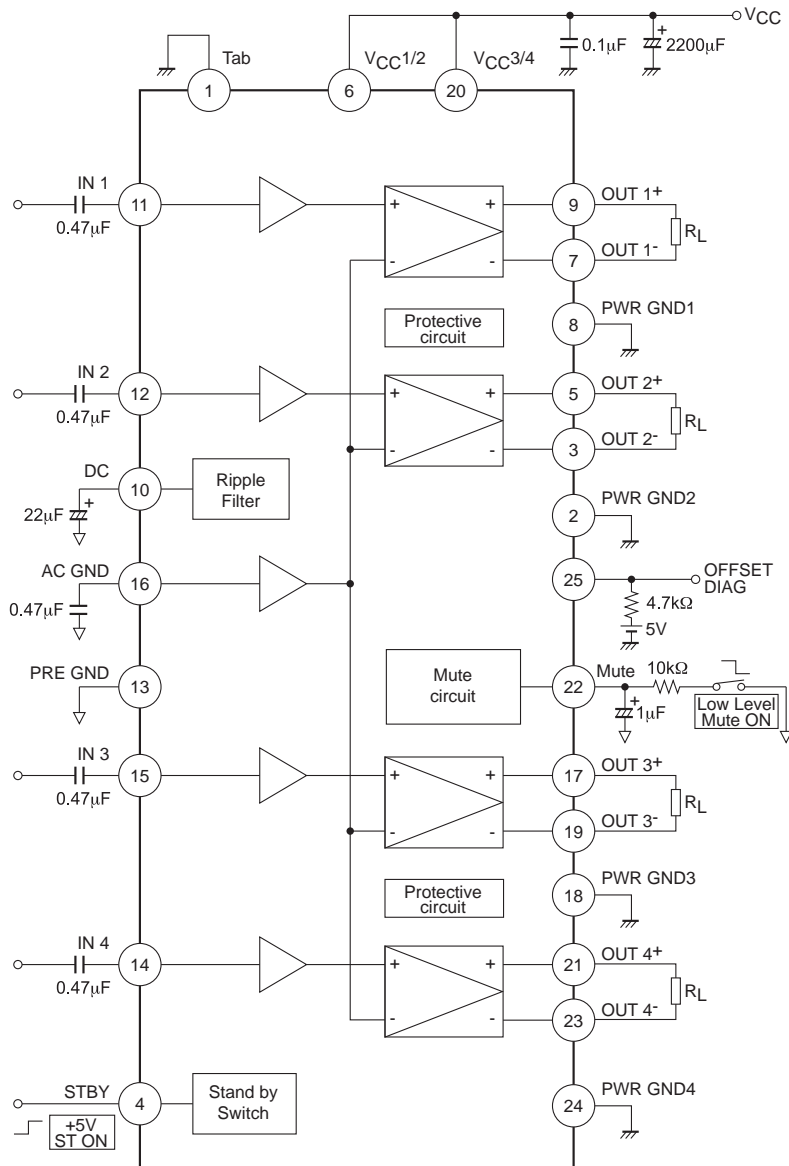 VCC
Tab
VCC1/2
VCC3/4
0.1µF
+
2200µF
1
6
20
IN 1
11
0.47µF
+
+
-
-
9
OUT 1+
7
OUT 1-
RL
Protective
circuit
8
PWR GND1
IN 2
12
0.47µF
+
+
-
-
5
OUT 2+
3
OUT 2-
RL
DC
10
+
22µF
Ripple
Filter
2
PWR GND2
AC GND
16
0.47µF
25
OFFSET
DIAG
4.7kΩ
5V
PRE GND
13
Mute
circuit
22
Mute
10kΩ
+
1µF
Low Level
Mute ON
IN 3
15
0.47µF
+
+
-
-
17
OUT 3+
19
OUT 3-
RL
Protective
circuit
18
PWR GND3
IN 4
14
0.47µF
+
+
-
-
21
OUT 4+
23
OUT 4-
RL
STBY
4
+5V
ST ON
Stand by
Switch
24
PWR GND4